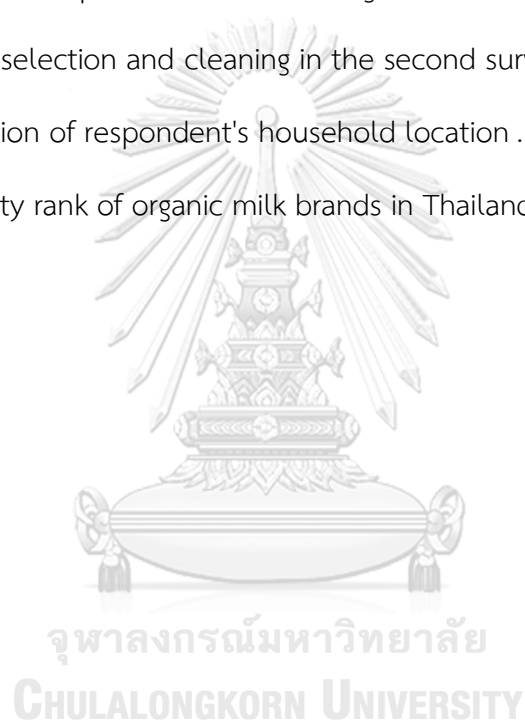 selection and cleaning in the second sur
ion of respondent's household location .
ty rank of organic milk brands in Thailand
จุฬาลงกรณ์มหาวิทยาลัย
CHULALONGKORN UNIVERSITY